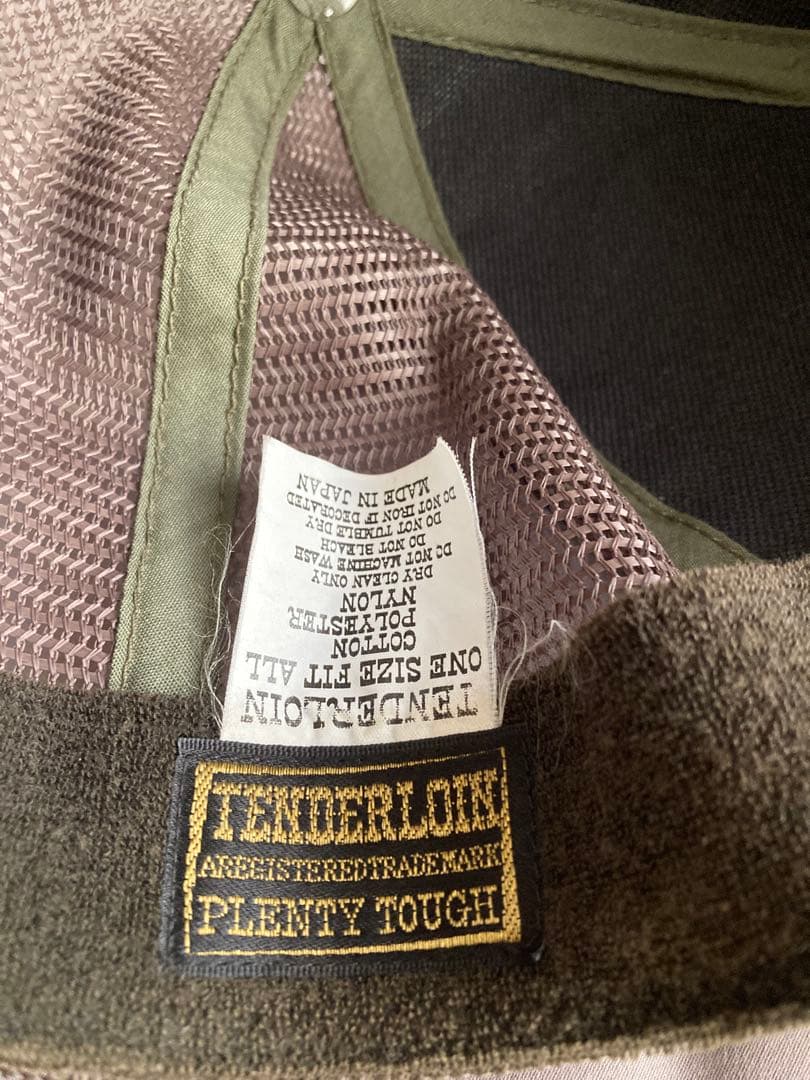 TENDERLOIN
ONE SIZE FIT ALL
COTTON
POLYESTER
NYLON
DRY CLEAN ONLY
DO NOT MACHINE WASH
DO NOT BLEACH
DO NOT TUMBLE DRY
DO NOT IRON IF DECORATED
MADE IN JAPAN
TENDERLOIN
AREGISTEREDTRADEMARK
PLENTY TOUGH